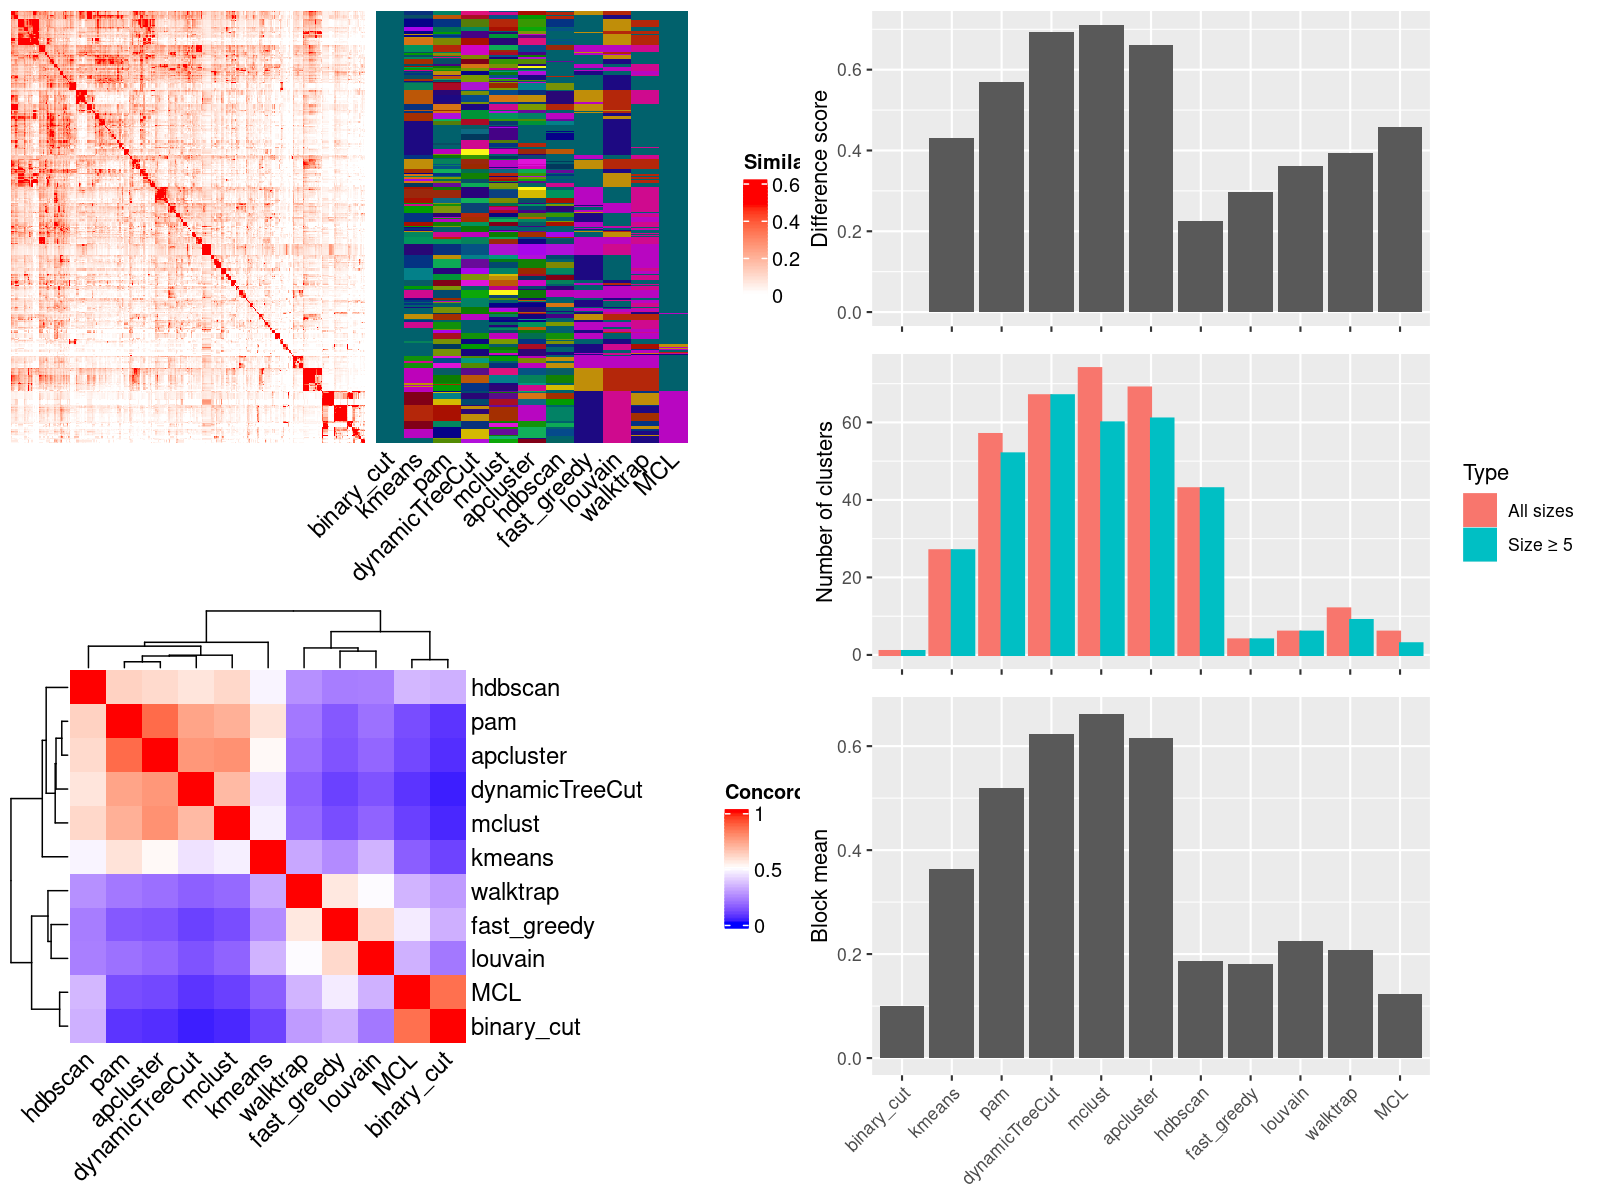 Simila
0.6
0.4
0.2
0
binary_cut
kmeans
pam
dynamicTreeCut
mclust
apcluster
hdbscan
fast_greedy
louvain
walktrap
MCL
hdbscan
pam
apcluster
dynamicTreeCut
mclust
kmeans
walktrap
fast_greedy
louvain
MCL
binary_cut
hdbscan
pam
apcluster
dynamicTreeCut
mclust
kmeans
walktrap
fast_greedy
louvain
MCL
binary_cut
Concord
1
0.5
0
Difference score
0.6
0.4
0.2
0.0
Number of clusters
60
40
20
0
Type
All sizes
Size ≥ 5
Block mean
0.6
0.4
0.2
0.0
binary_cut
kmeans
pam
dynamicTreeCut
mclust
apcluster
hdbscan
fast_greedy
louvain
walktrap
MCL